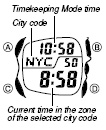 Timekeeping Mode time
City code
A
B
10:58
NYC 50
8:58
C
D
Current time in the zone
of the selected city code